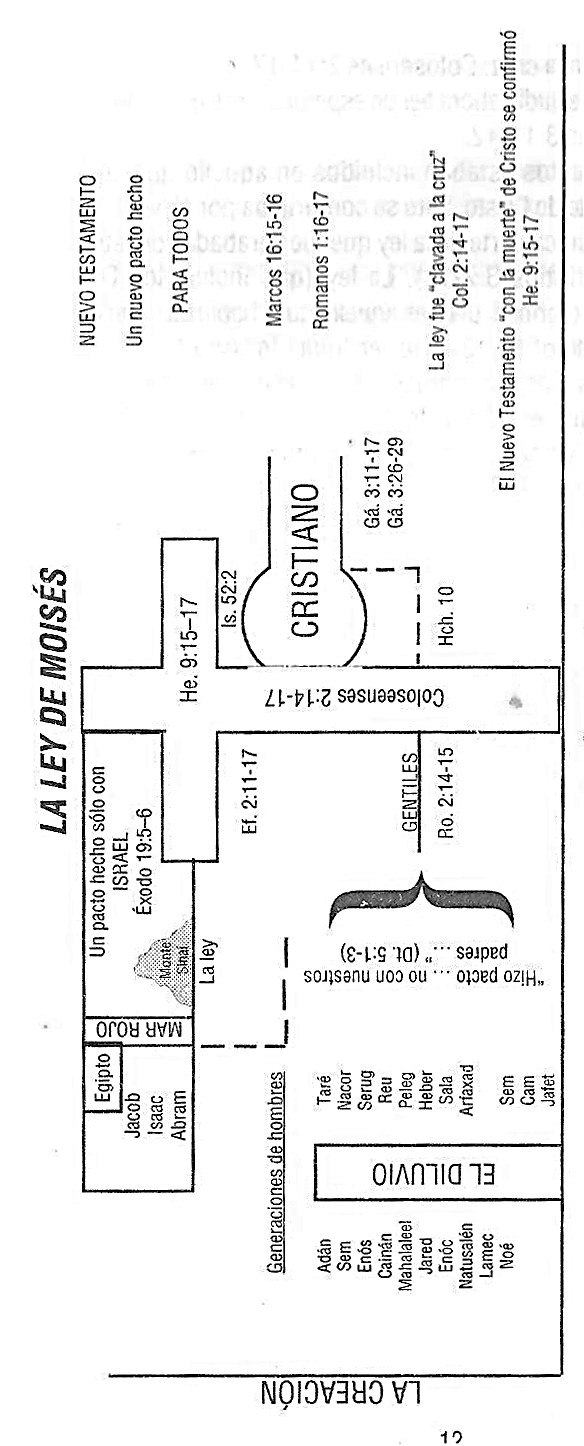 LA LEY DE MOISÉS
LA CREACIÓN
Generaciones de hombres
Adán
Sem
Enós
Cainán
Mahalaleel
Jared
Enóc
Natusalén
Lamec
Noé
EL DILUVIO
Taré
Nacor
Serug
Reu
Peleg
Heber
Sala
Arfaxad
Sem
Cam
Jafet
Egipto
Jacob
Isaac
Abram
MAR ROJO
Un pacto hecho sólo con
ISRAEL
Éxodo 19:5–6
Monte
Sinaí
La ley
"Hizo pacto ... no con nuestros
padres ... " (Dt. 5:1-3)
GENTILES
Ro. 2:14-15
Ef. 2:11-17
He. 9:15–17
Coloseenses 2:14-17
Is. 52:2
CRISTIANO
Hch. 10
Gá. 3:11-17
Gá. 3:26-29
NUEVO TESTAMENTO
Un nuevo pacto hecho
PARA TODOS
Marcos 16:15-16
Romanos 1:16-17
La ley fue "clavada a la cruz"
Col. 2:14-17
El Nuevo Testamento "con la muerte" de Cristo se confirmó
He. 9:15-17